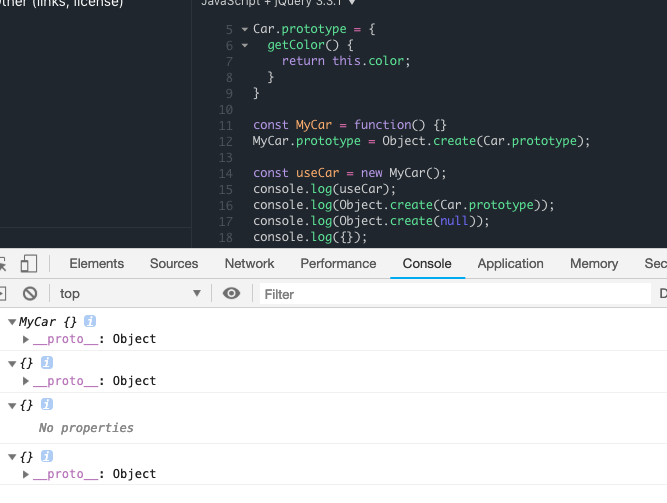 ther (links, license)
JavaScript + jQuery 3.3.1 ▼
5 Car.prototype = {
6 getColor() {
7 return this.color;
8 }
9 }
10
11 const MyCar = function() {}
12 MyCar.prototype = Object.create(Car.prototype);
13
14 const useCar = new MyCar();
15 console.log(useCar);
16 console.log(Object.create(Car.prototype));
17 console.log(Object.create(null));
18 console.log({});
Elements Sources Network Performance Console Application Memory Sec
top ▼ Filter D
▼MyCar {} i
▶__proto__: Object
▼{} i
▶__proto__: Object
▼{} i
No properties
▼{} i
▶__proto__: Object